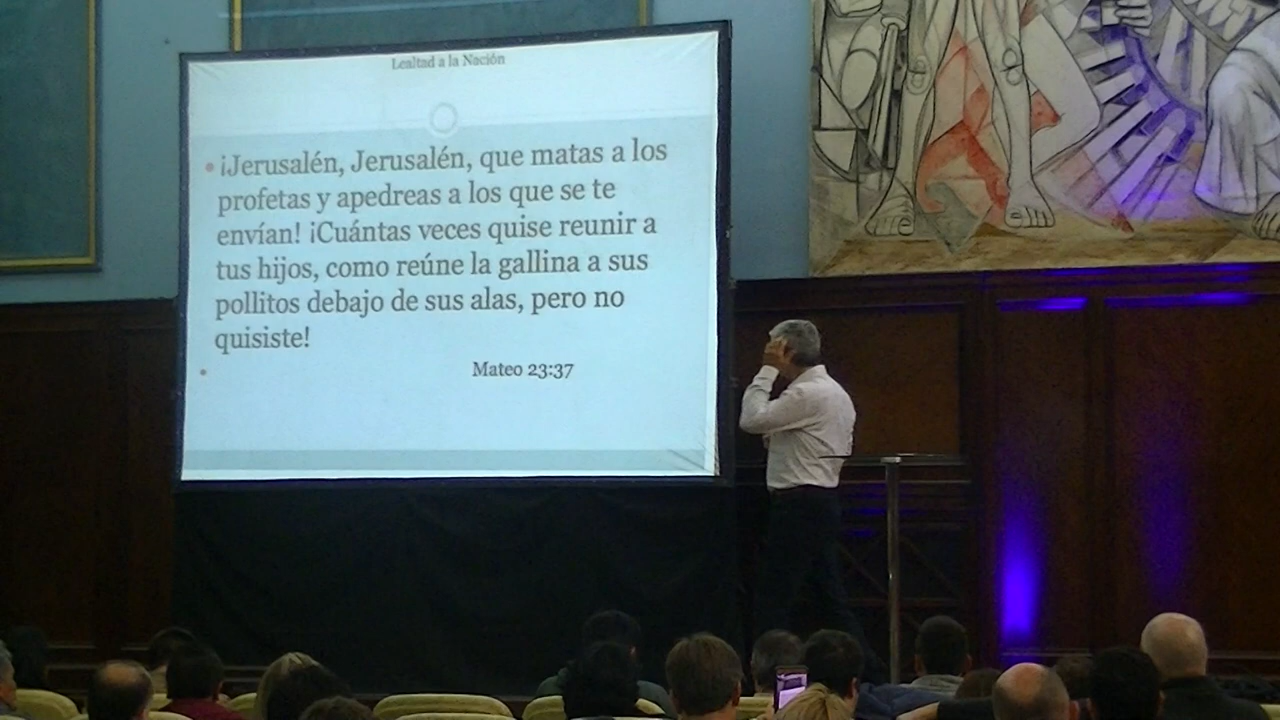 Lealtad a la Nación
• ¡Jerusalén, Jerusalén, que matas a los
profetas y apedreas a los que se te
envían! ¡Cuántas veces quise reunir a
tus hijos, como reúne la gallina a sus
pollitos debajo de sus alas, pero no
quisiste!
• Mateo 23:37